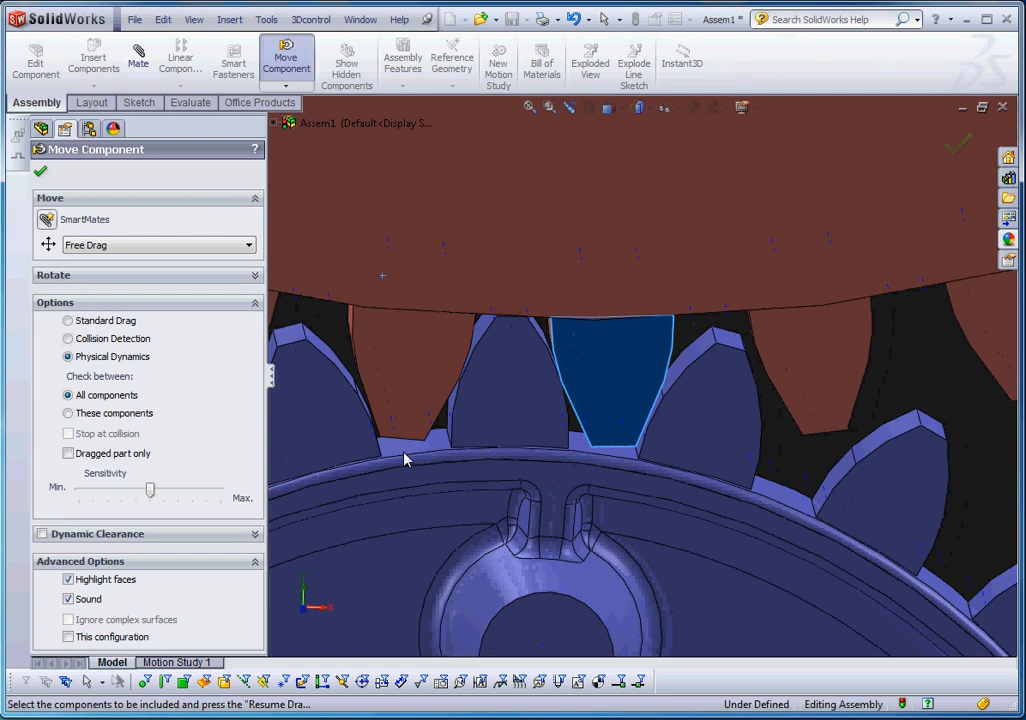 SolidWorks File Edit View Insert Tools 3Dcontrol Window Help Assem1 * Search SolidWorks Help
Edit Component
Insert Components
Mate
Linear Compon...
Smart Fasteners
Move Component
Show Hidden Components
Assembly Features
Reference Geometry
New Motion Study
Bill of Materials
Exploded View
Explode Line Sketch
Instant3D
Assembly Layout Sketch Evaluate Office Products
Assem1 (Default<Display S...
Move Component ?
Move
SmartMates
Free Drag
Rotate
Options
Standard Drag
Collision Detection
Physical Dynamics
Check between:
All components
These components
Stop at collision
Dragged part only
Sensitivity
Min. Max.
Dynamic Clearance
Advanced Options
Highlight faces
Sound
Ignore complex surfaces
This configuration
Model Motion Study 1
Select the components to be included and press the "Resume Dra... Under Defined Editing Assembly